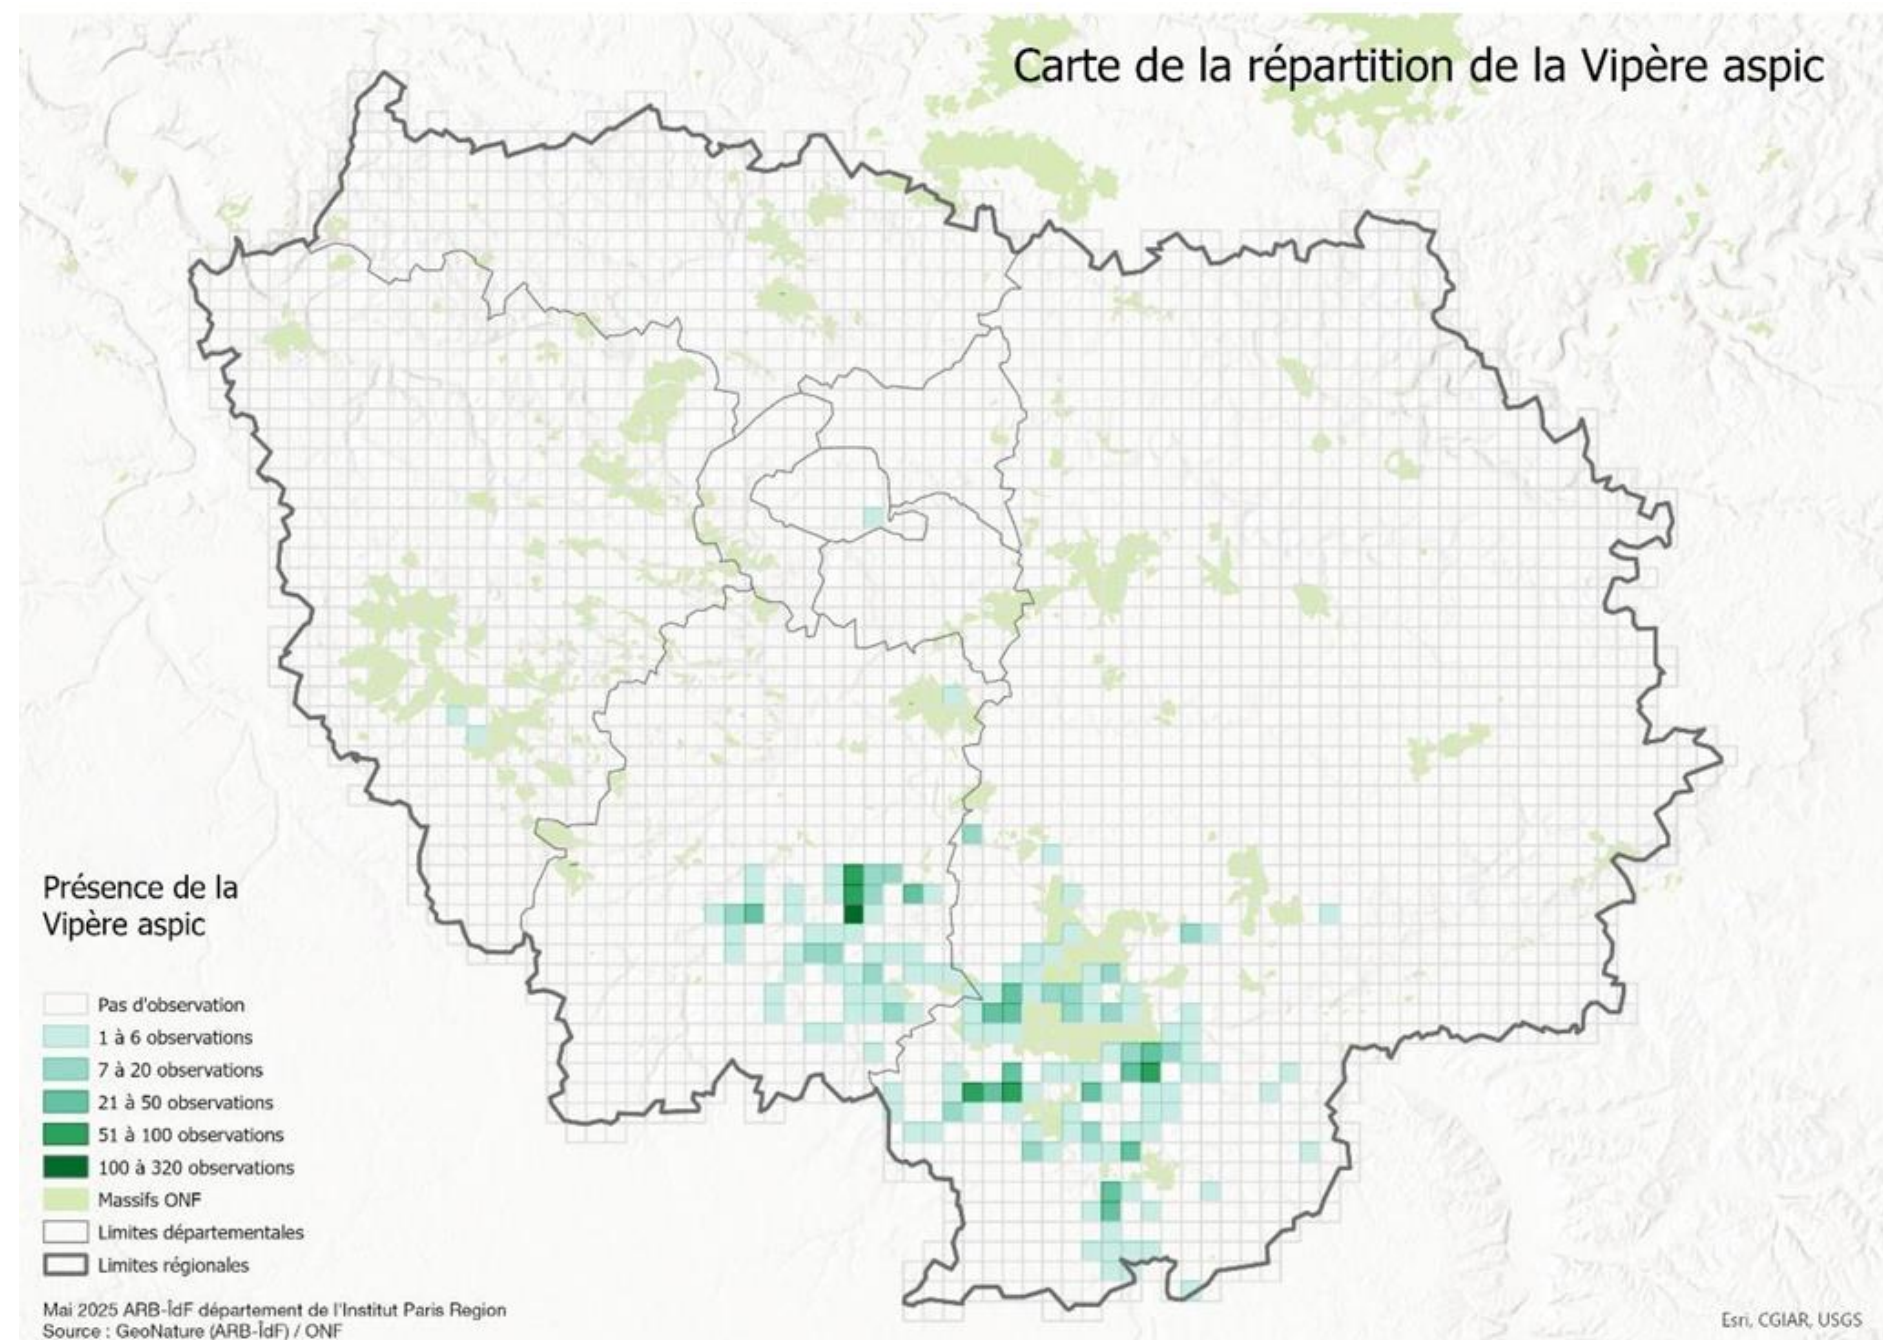 Carte de la répartition de la Vipère aspic
Présence de la
Vipère aspic
Pas d'observation
1 à 6 observations
7 à 20 observations
21 à 50 observations
51 à 100 observations
100 à 320 observations
Massifs ONF
Limites départementales
Limites régionales
Mai 2025 ARB-ÎdF département de l'Institut Paris Region
Source : GeoNature (ARB-ÎdF) / ONF
Esri, CGIAR, USGS